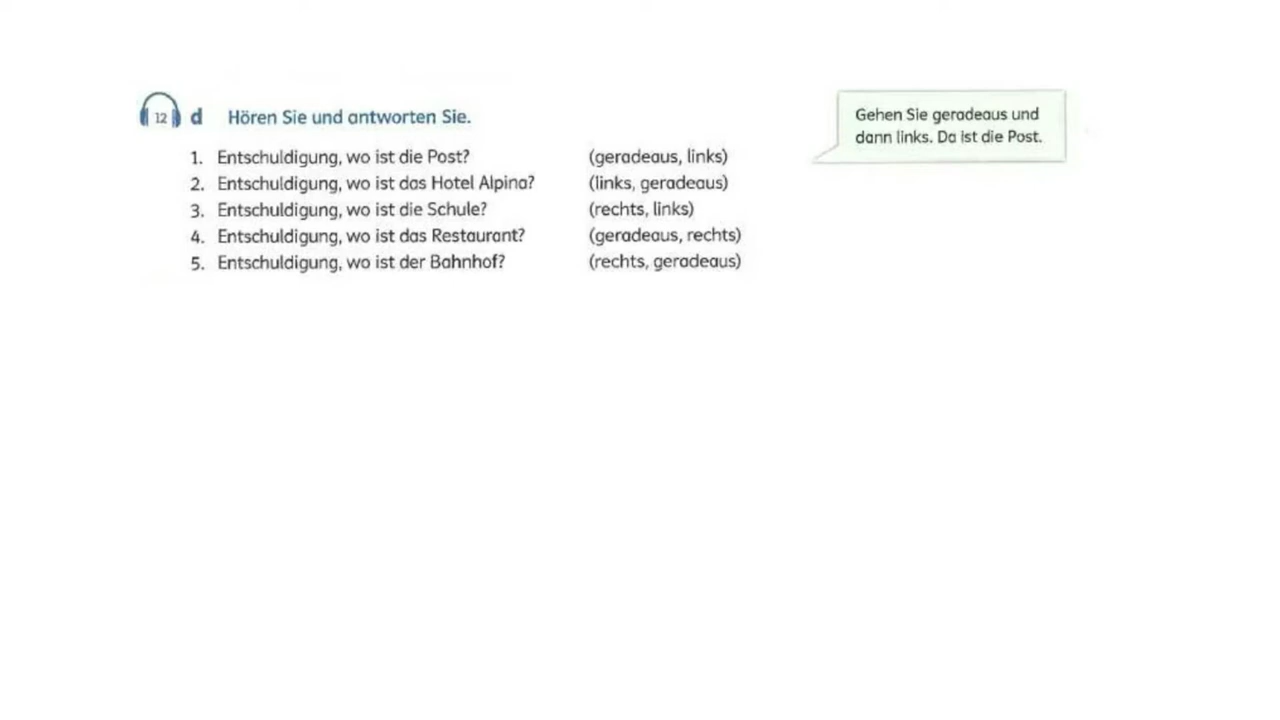 12 d Hören Sie und antworten Sie.
1. Entschuldigung, wo ist die Post? (geradeaus, links)
2. Entschuldigung, wo ist das Hotel Alpina? (links, geradeaus)
3. Entschuldigung, wo ist die Schule? (rechts, links)
4. Entschuldigung, wo ist das Restaurant? (geradeaus, rechts)
5. Entschuldigung, wo ist der Bahnhof? (rechts, geradeaus)
Gehen Sie geradeaus und
dann links. Da ist die Post.